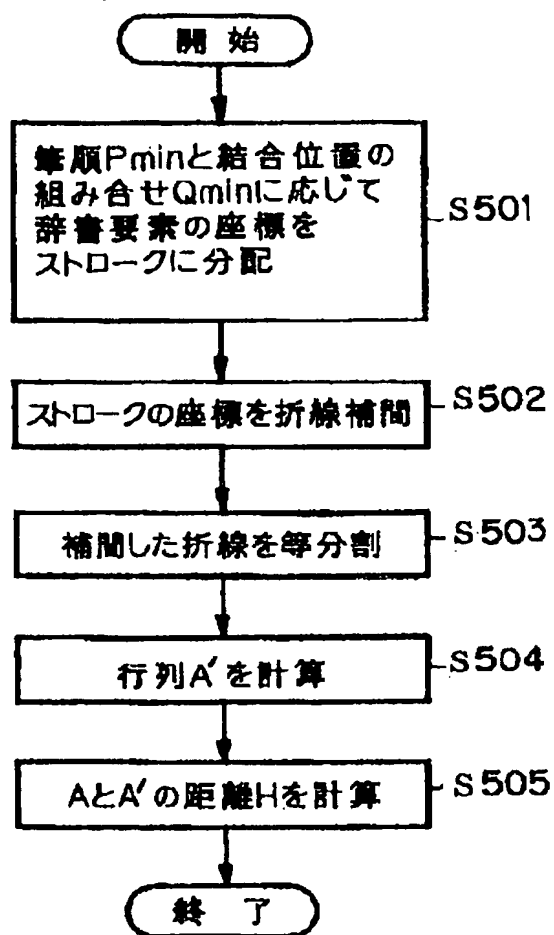 開始
筆順Pminと結合位置の
組み合せQminに応じて
辞書要素の座標を
ストロークに分配
S501
ストロークの座標を折線補間
S502
補間した折線を等分割
S503
行列A′を計算
S504
AとA′の距離Hを計算
S505
終了